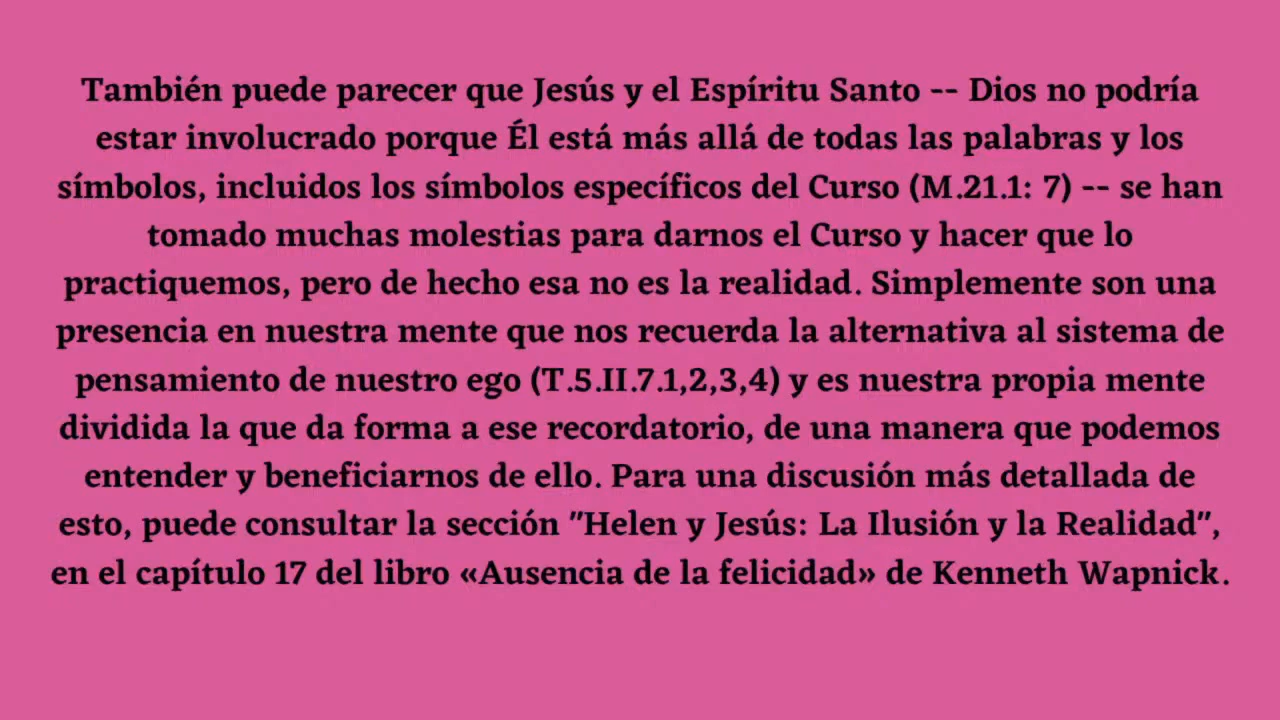 También puede parecer que Jesús y el Espíritu Santo -- Dios no podría
estar involucrado porque Él está más allá de todas las palabras y los
símbolos, incluidos los símbolos específicos del Curso (M.21.1: 7) -- se han
tomado muchas molestias para darnos el Curso y hacer que lo
practiquemos, pero de hecho esa no es la realidad. Simplemente son una
presencia en nuestra mente que nos recuerda la alternativa al sistema de
pensamiento de nuestro ego (T.5.II.7.1,2,3,4) y es nuestra propia mente
dividida la que da forma a ese recordatorio, de una manera que podemos
entender y beneficiarnos de ello. Para una discusión más detallada de
esto, puede consultar la sección "Helen y Jesús: La Ilusión y la Realidad",
en el capítulo 17 del libro «Ausencia de la felicidad» de Kenneth Wapnick.